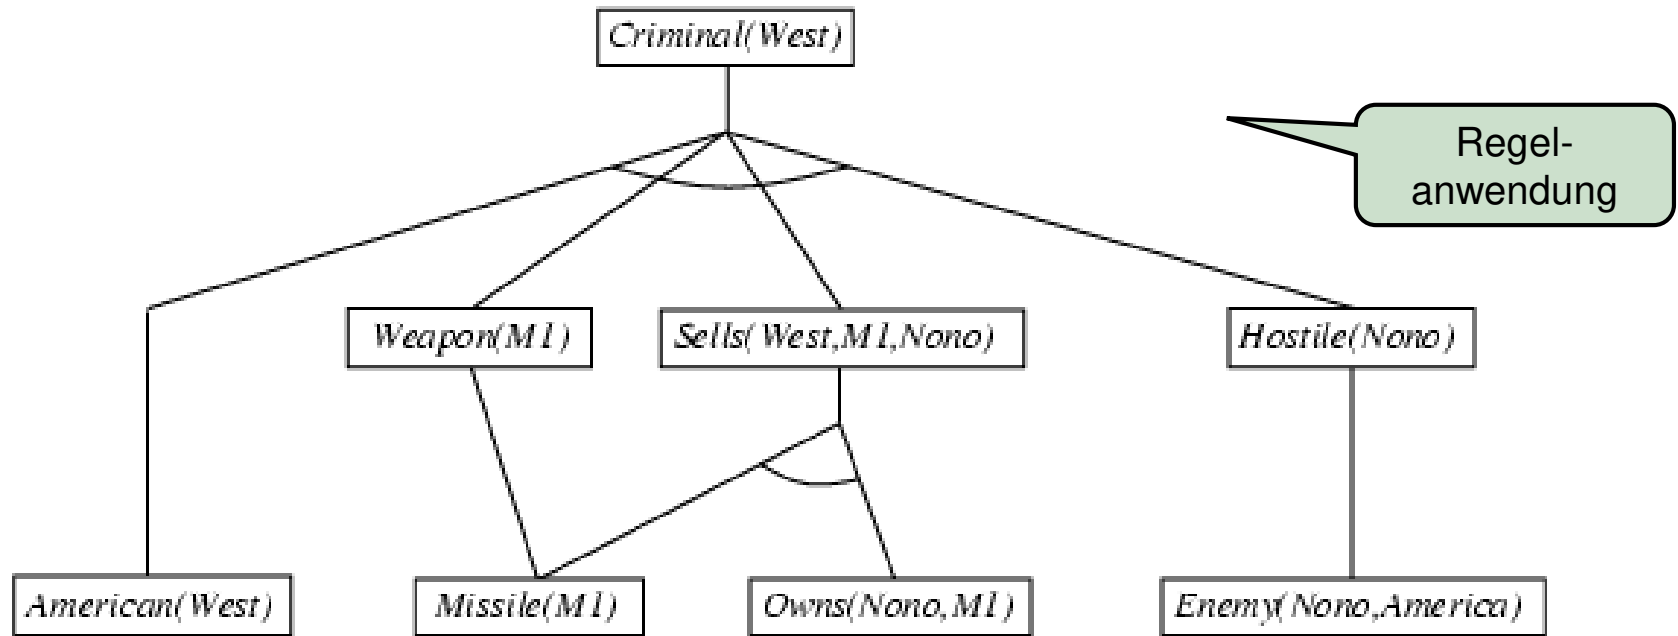 Criminal(West)
Regel-
anwendung
Weapon(M1)
Sells(West,M1,Nono)
Hostile(Nono)
American(West)
Missile(M1)
Owns(Nono,M1)
Enemy(Nono,America)